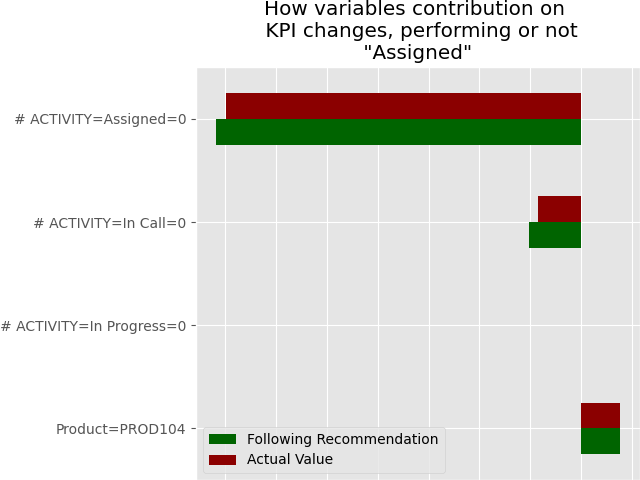 How variables contribution on
KPI changes, performing or not
"Assigned"
# ACTIVITY=Assigned=0
# ACTIVITY=In Call=0
# ACTIVITY=In Progress=0
Product=PROD104
Following Recommendation
Actual Value